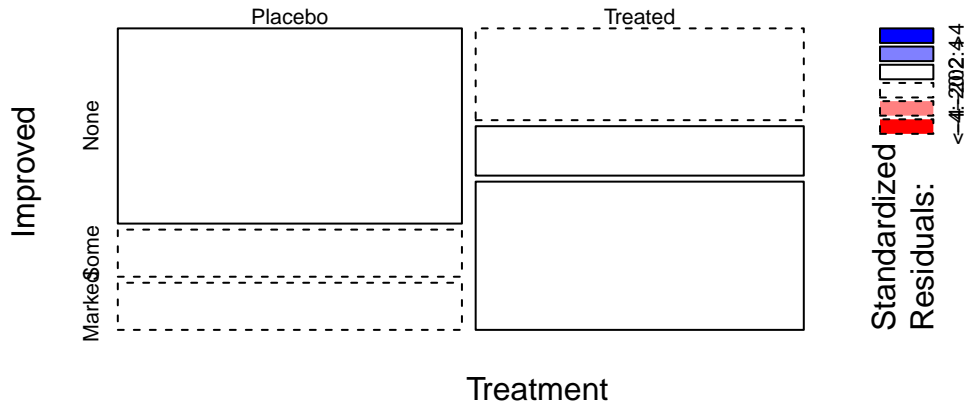 Placebo Treated
Improved
None
Some
Marked
Treatment
Standardized
Residuals: